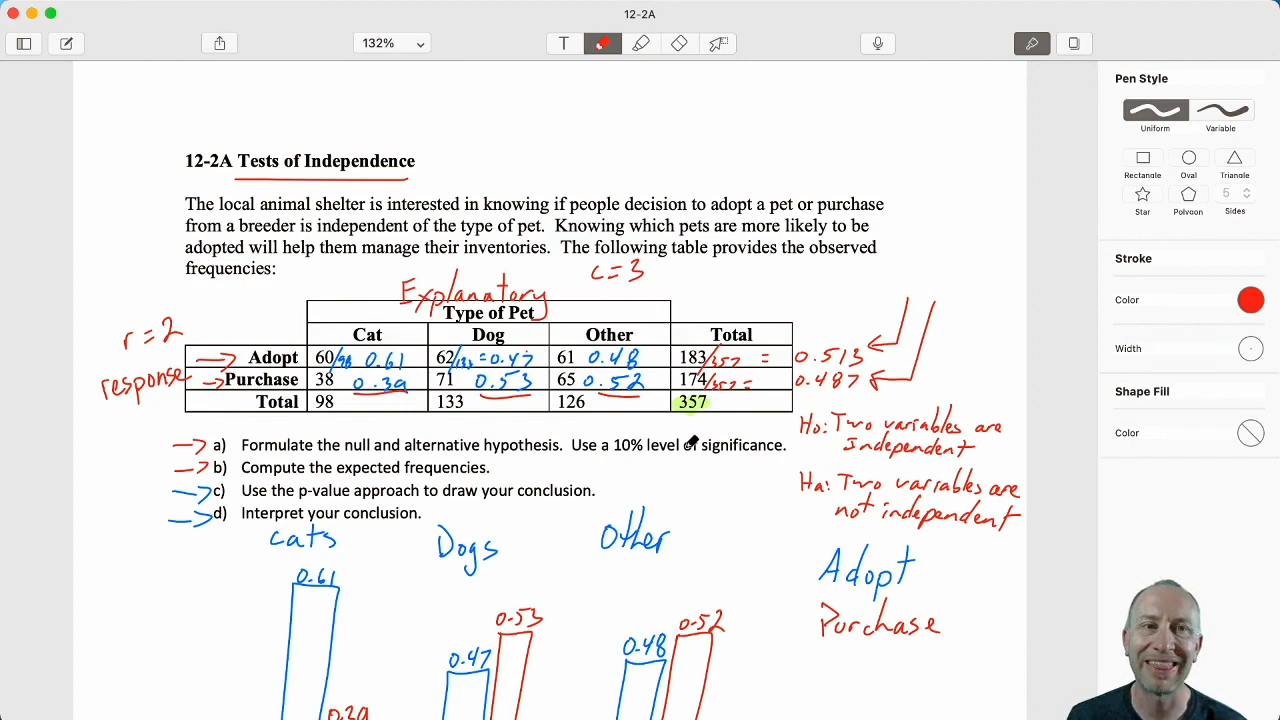 12-2A
132%
T
Pen Style
Uniform Variable
Rectangle Oval Triangle
Star Polygon 5 Sides
Stroke
Color
Width
Shape Fill
Color
12-2A Tests of Independence
The local animal shelter is interested in knowing if people decision to adopt a pet or purchase
from a breeder is independent of the type of pet. Knowing which pets are more likely to be
adopted will help them manage their inventories. The following table provides the observed
frequencies:
c=3
Explanatory
Type of Pet
r=2
Cat Dog Other Total
Adopt 60/98 0.61 62/133=0.47 61 0.48 183/357 = 0.513
response
Purchase 38 0.39 71 0.53 65 0.52 174/357= 0.487
Total 98 133 126 357
Ho: Two variables are
Independent
Ha: Two variables are
not independent
a) Formulate the null and alternative hypothesis. Use a 10% level of significance.
b) Compute the expected frequencies.
c) Use the p-value approach to draw your conclusion.
d) Interpret your conclusion.
Cats Dogs Other
Adopt
Purchase
0.61
0.53 0.52
0.47 0.48
0.39